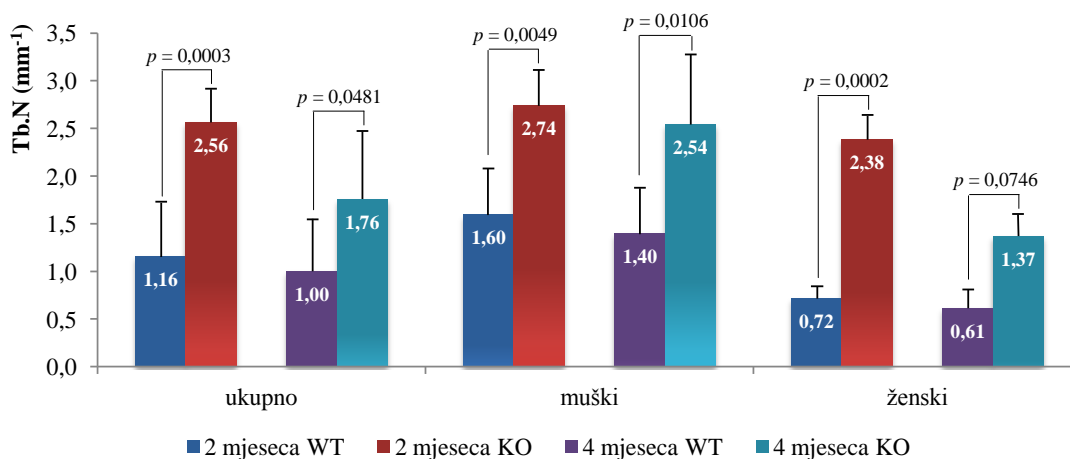 Tb.N (mm⁻¹)
3,5
3,0
2,5
2,0
1,5
1,0
0,5
0,0
p = 0,0003
p = 0,0481
p = 0,0049
p = 0,0106
p = 0,0002
p = 0,0746
1,16
2,56
1,00
1,76
1,60
2,74
1,40
2,54
0,72
2,38
0,61
1,37
ukupno
muški
ženski
2 mjeseca WT
2 mjeseca KO
4 mjeseca WT
4 mjeseca KO